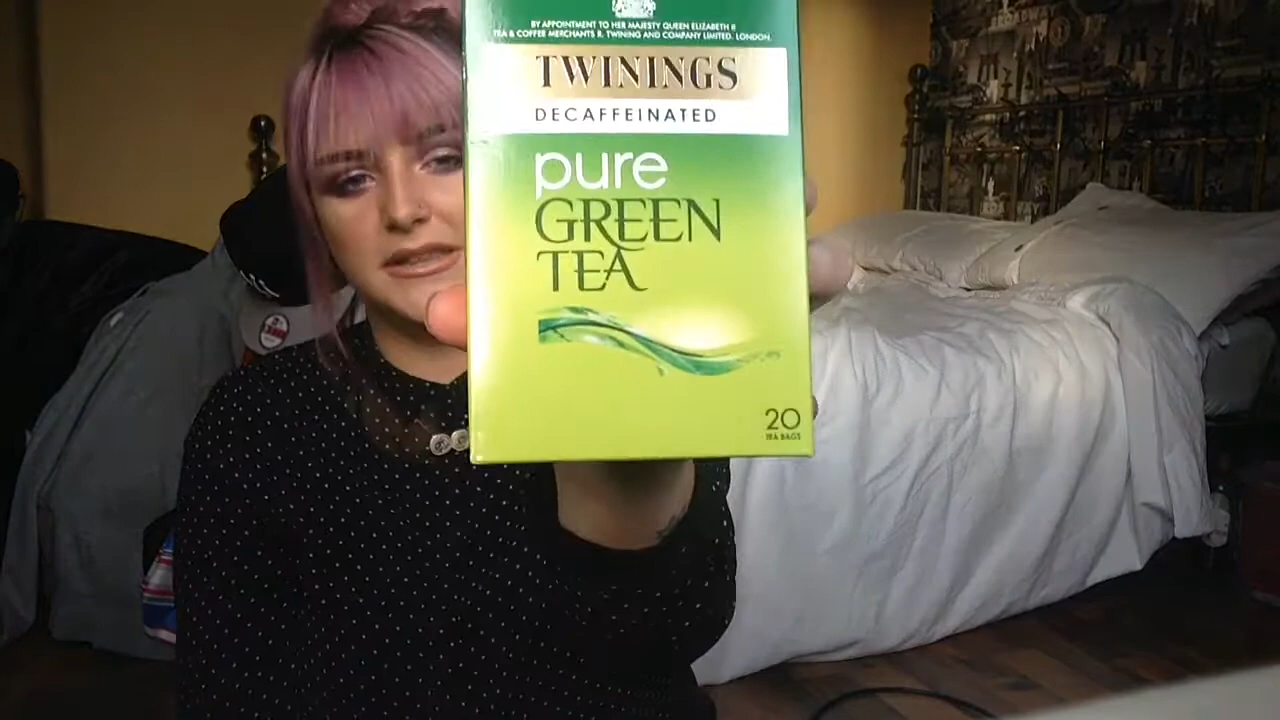 BY APPOINTMENT TO HER MAJESTY QUEEN ELIZABETH II
TEA & COFFEE MERCHANTS R. TWINING AND COMPANY LIMITED. LONDON.
TWININGS
DECAFFEINATED
pure
GREEN
TEA
20
TEA BAGS